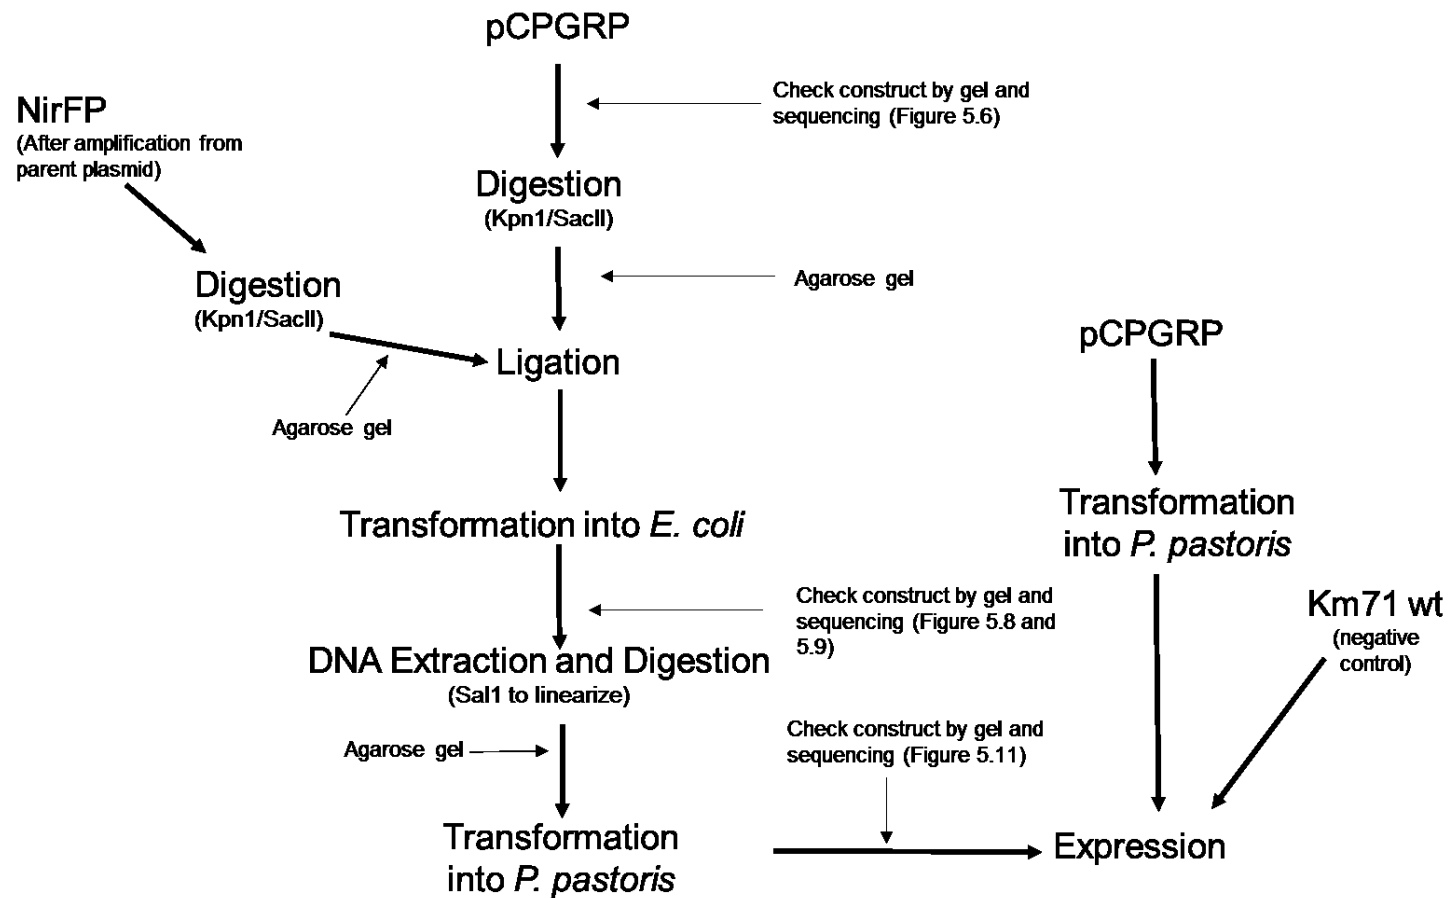 pCPGRP
Check construct by gel and
sequencing (Figure 5.6)
NirFP
(After amplification from
parent plasmid)
Digestion
(Kpn1/SacII)
Digestion
(Kpn1/SacII)
Agarose gel
Ligation
Agarose gel
pCPGRP
Transformation into E. coli
Transformation
into P. pastoris
Check construct by gel and
sequencing (Figure 5.8 and
5.9)
Km71 wt
(negative
control)
DNA Extraction and Digestion
(Sal1 to linearize)
Agarose gel
Check construct by gel and
sequencing (Figure 5.11)
Transformation
into P. pastoris
Expression